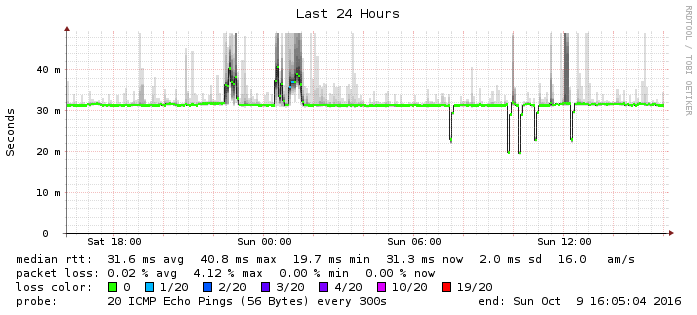 Last 24 Hours
RRDTOOL / TOBI OETIKER
Seconds
40 m
30 m
20 m
10 m
0
Sat 18:00 Sun 00:00 Sun 06:00 Sun 12:00
median rtt: 31.6 ms avg 40.8 ms max 19.7 ms min 31.3 ms now 2.0 ms sd 16.0 am/s
packet loss: 0.02 % avg 4.12 % max 0.00 % min 0.00 % now
loss color: 0 1/20 2/20 3/20 4/20 10/20 19/20
probe: 20 ICMP Echo Pings (56 Bytes) every 300s end: Sun Oct 9 16:05:04 2016